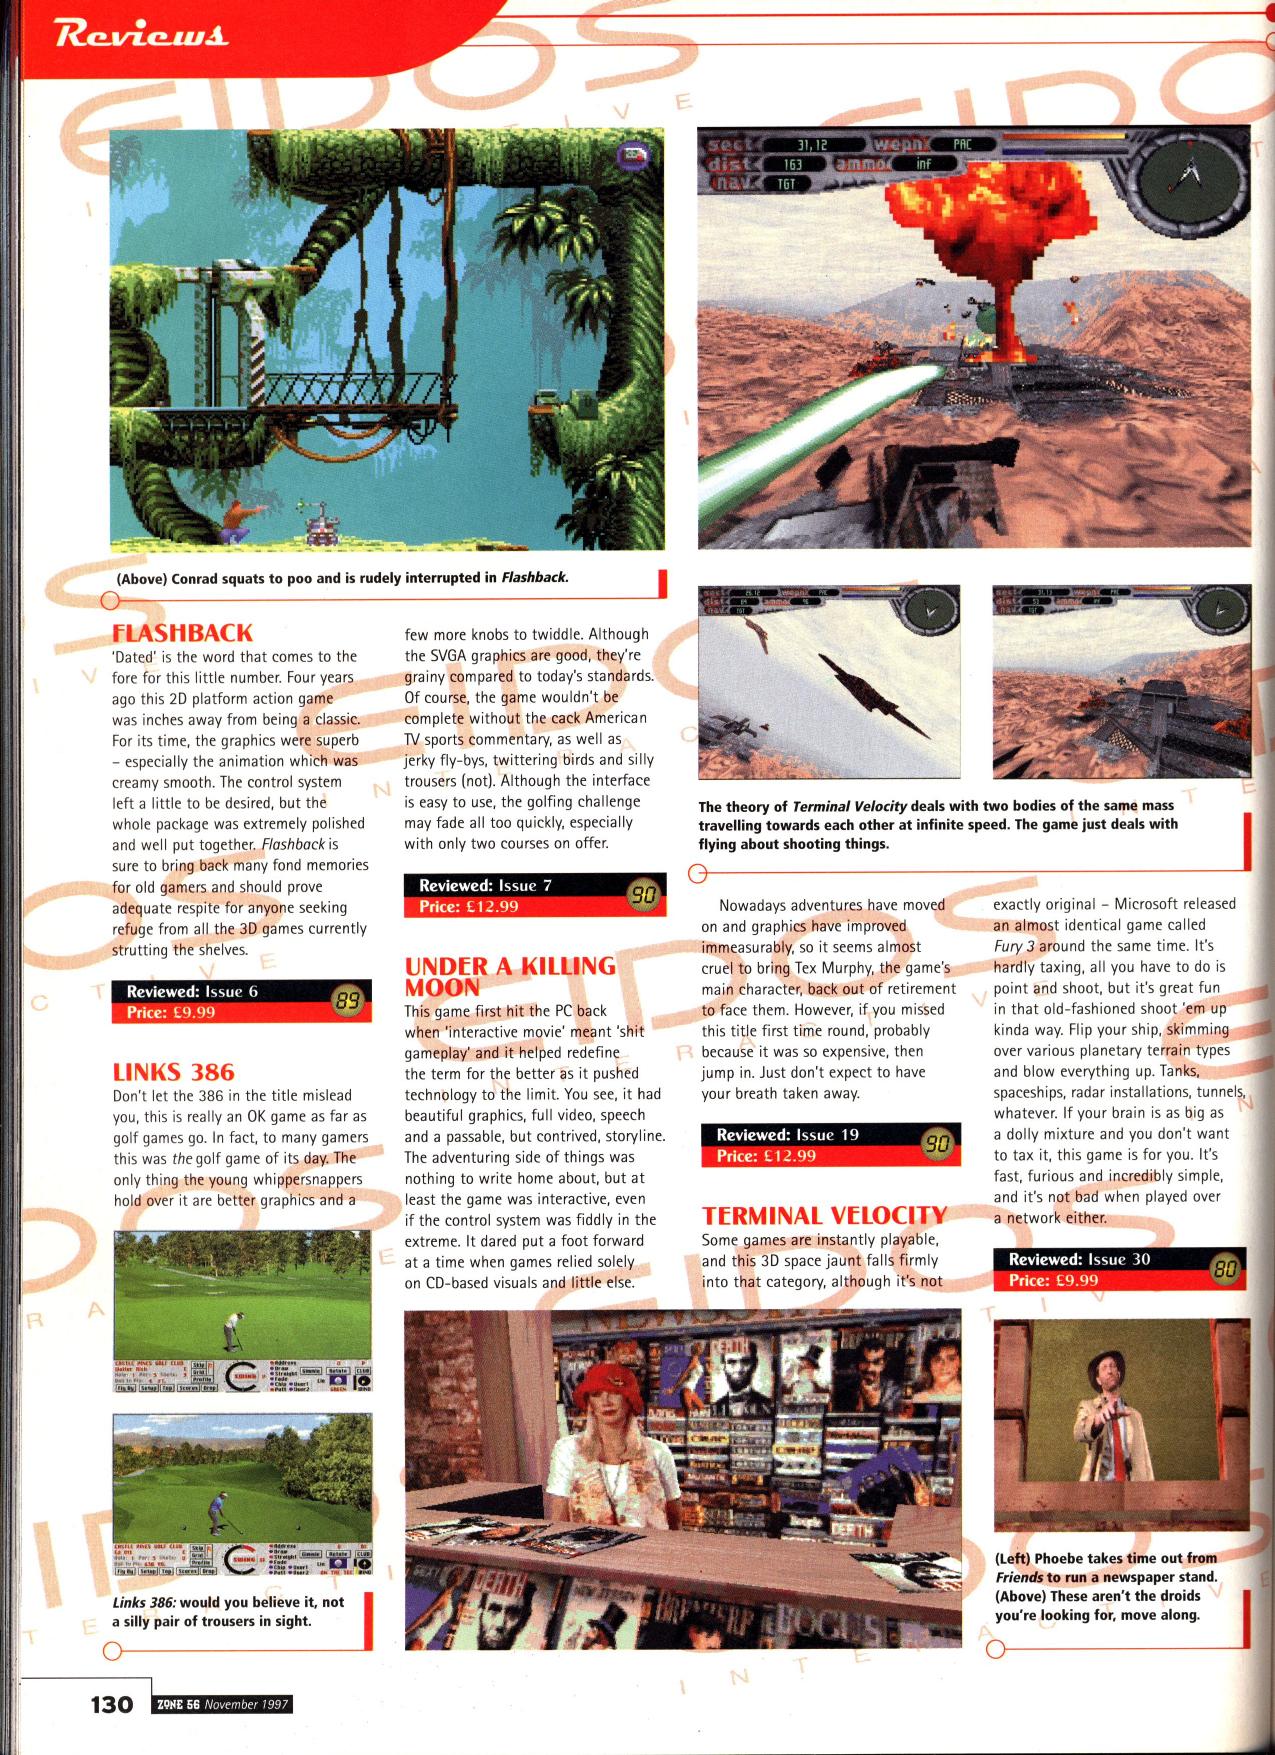 Reviews
sect 31,12 wepn PAC
dist 163 ammo inf
nav TGT
(Above) Conrad squats to poo and is rudely interrupted in Flashback.
FLASHBACK
'Dated' is the word that comes to the
fore for this little number. Four years
ago this 2D platform action game
was inches away from being a classic.
For its time, the graphics were superb
– especially the animation which was
creamy smooth. The control system
left a little to be desired, but the
whole package was extremely polished
and well put together. Flashback is
sure to bring back many fond memories
for old gamers and should prove
adequate respite for anyone seeking
refuge from all the 3D games currently
strutting the shelves.
Reviewed: Issue 6
Price: £9.99
89
LINKS 386
Don't let the 386 in the title mislead
you, this is really an OK game as far as
golf games go. In fact, to many gamers
this was the golf game of its day. The
only thing the young whippersnappers
hold over it are better graphics and a
few more knobs to twiddle. Although
the SVGA graphics are good, they're
grainy compared to today's standards.
Of course, the game wouldn't be
complete without the cack American
TV sports commentary, as well as
jerky fly-bys, twittering birds and silly
trousers (not). Although the interface
is easy to use, the golfing challenge
may fade all too quickly, especially
with only two courses on offer.
Reviewed: Issue 7
Price: £12.99
90
Links 386: would you believe it, not
a silly pair of trousers in sight.
UNDER A KILLING
MOON
This game first hit the PC back
when 'interactive movie' meant 'shit
gameplay' and it helped redefine
the term for the better as it pushed
technology to the limit. You see, it had
beautiful graphics, full video, speech
and a passable, but contrived, storyline.
The adventuring side of things was
nothing to write home about, but at
least the game was interactive, even
if the control system was fiddly in the
extreme. It dared put a foot forward
at a time when games relied solely
on CD-based visuals and little else.
Nowadays adventures have moved
on and graphics have improved
immeasurably, so it seems almost
cruel to bring Tex Murphy, the game's
main character, back out of retirement
to face them. However, if you missed
this title first time round, probably
because it was so expensive, then
jump in. Just don't expect to have
your breath taken away.
Reviewed: Issue 19
Price: £12.99
90
The theory of Terminal Velocity deals with two bodies of the same mass
travelling towards each other at infinite speed. The game just deals with
flying about shooting things.
TERMINAL VELOCITY
Some games are instantly playable,
and this 3D space jaunt falls firmly
into that category, although it's not
exactly original – Microsoft released
an almost identical game called
Fury 3 around the same time. It's
hardly taxing, all you have to do is
point and shoot, but it's great fun
in that old-fashioned shoot 'em up
kinda way. Flip your ship, skimming
over various planetary terrain types
and blow everything up. Tanks,
spaceships, radar installations, tunnels,
whatever. If your brain is as big as
a dolly mixture and you don't want
to tax it, this game is for you. It's
fast, furious and incredibly simple,
and it's not bad when played over
a network either.
Reviewed: Issue 30
Price: £9.99
80
(Left) Phoebe takes time out from
Friends to run a newspaper stand.
(Above) These aren't the droids
you're looking for, move along.
130 ZONE 56 November 1997